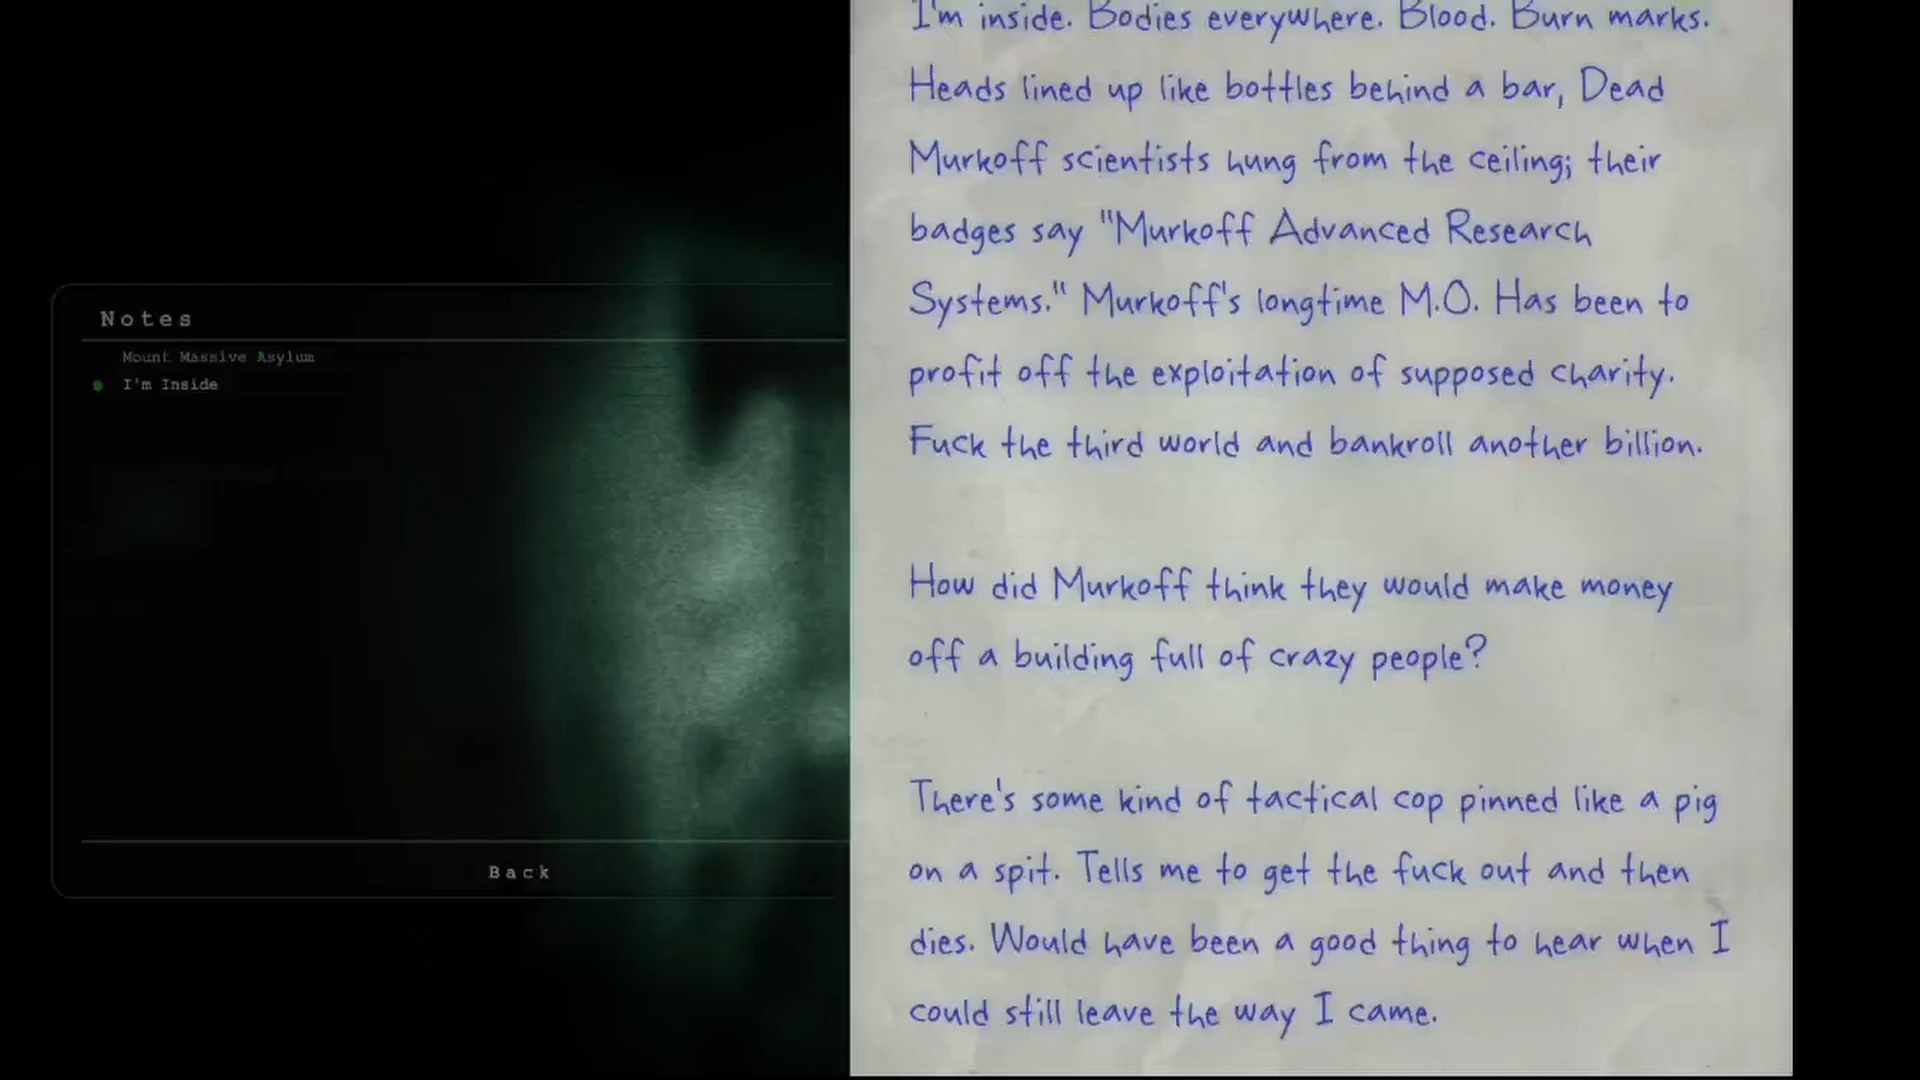 Notes
Mount Massive Asylum
I'm Inside
Back
I'm inside. Bodies everywhere. Blood. Burn marks.
Heads lined up like bottles behind a bar, Dead
Murkoff scientists hung from the ceiling; their
badges say "Murkoff Advanced Research
Systems." Murkoff's longtime M.O. Has been to
profit off the exploitation of supposed charity.
Fuck the third world and bankroll another billion.
How did Murkoff think they would make money
off a building full of crazy people?
There's some kind of tactical cop pinned like a pig
on a spit. Tells me to get the fuck out and then
dies. Would have been a good thing to hear when I
could still leave the way I came.